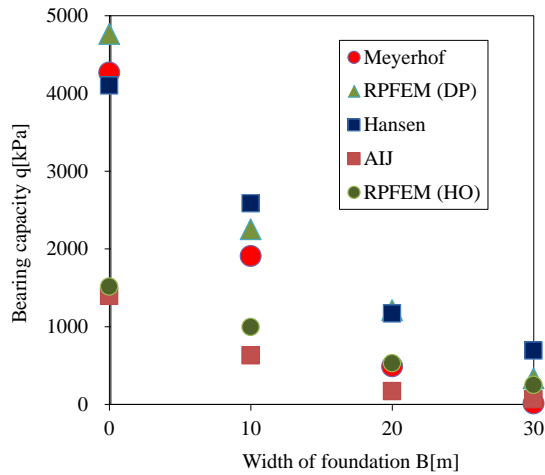 5000
4000
3000
2000
1000
0
Bearing capacity q[kPa]
Meyerhof
RPFEM (DP)
Hansen
AIJ
RPFEM (HO)
0
10
20
30
Width of foundation B[m]